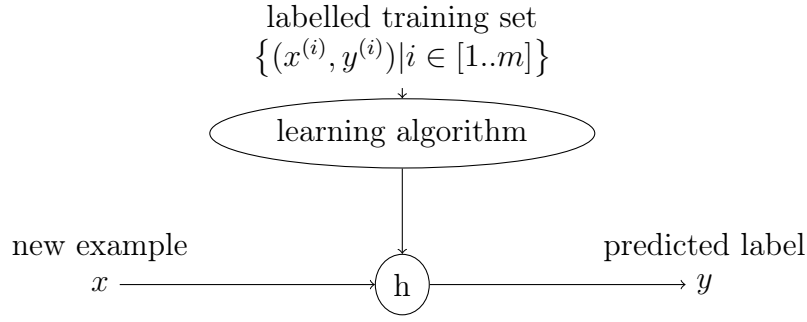 labelled training set
{(x^{(i)}, y^{(i)})|i ∈ [1..m]}
learning algorithm
new example
predicted label
x
h
y